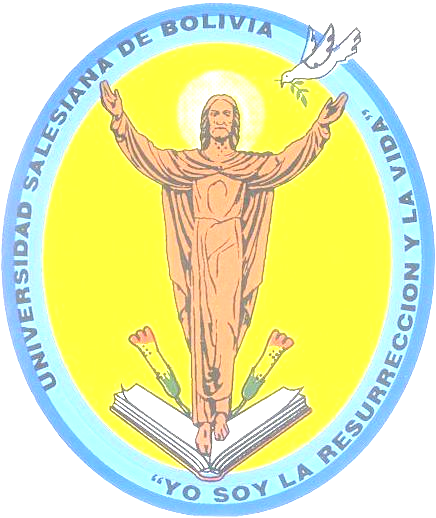 UNIVERSIDAD SALESIANA DE BOLIVIA
“YO SOY LA RESURRECCION Y LA VIDA”